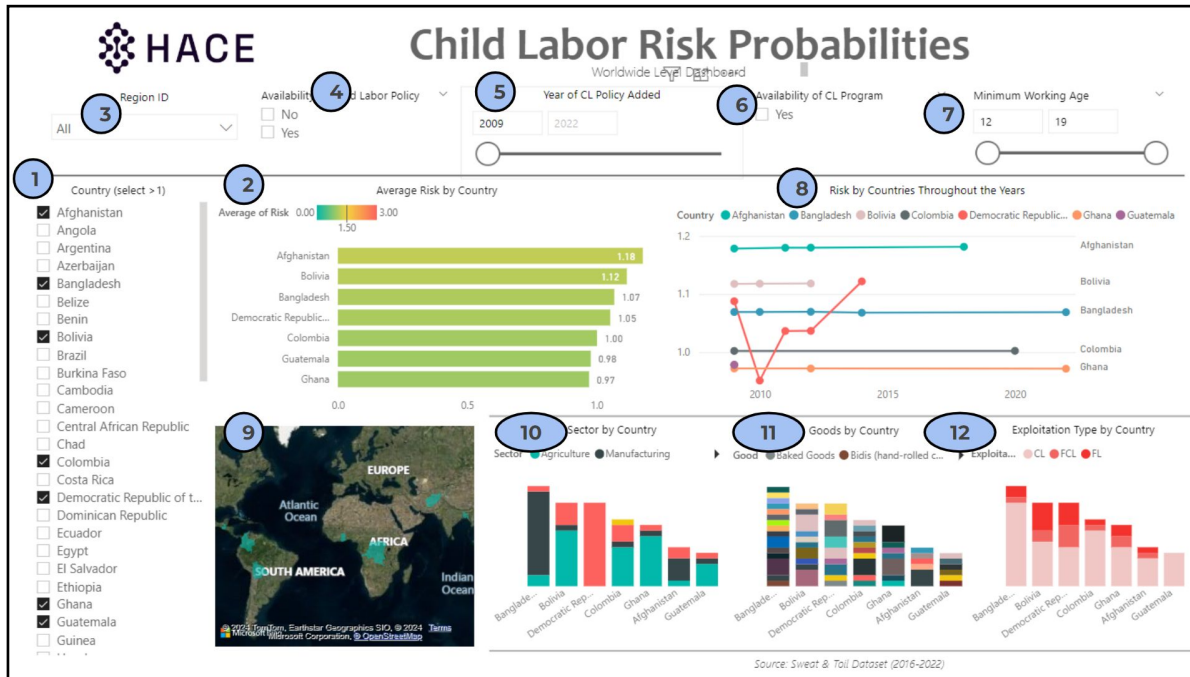 HACE
Child Labor Risk Probabilities
Worldwide Level Dashboard
3
Region ID
All
4
Labor Policy
No
Yes
5
Year of CL Policy Added
2009
2022
6
Availability of CL Program
Yes
7
Minimum Working Age
12
19
1
Country (select >1)
Afghanistan
Angola
Argentina
Azerbaijan
Bangladesh
Belize
Benin
Bolivia
Brazil
Burkina Faso
Cambodia
Cameroon
Central African Republic
Chad
Colombia
Costa Rica
Democratic Republic of t...
Dominican Republic
Ecuador
Egypt
El Salvador
Ethiopia
Ghana
Guatemala
Guinea
2
Average Risk by Country
Average of Risk 0.00 3.00
1.50
Afghanistan 1.18
Bolivia 1.12
Bangladesh 1.07
Democratic Republic... 1.05
Colombia 1.00
Guatemala 0.98
Ghana 0.97
0.0 0.5 1.0
8
Risk by Countries Throughout the Years
Country Afghanistan Bangladesh Bolivia Colombia Democratic Republic... Ghana Guatemala
1.2
1.1
1.0
Afghanistan
Bolivia
Bangladesh
Colombia
Ghana
2010 2015 2020
9
EUROPE
Atlantic
Ocean
AFRICA
SOUTH AMERICA
Indian
Ocean
© 2024 TomTom, Earthstar Geographics SIO, © 2024 Terms
Microsoft Corporation, © OpenStreetMap
10
Sector by Country
Sector Agriculture Manufacturing
Banglade...
Bolivia
Democratic Rep...
Colombia
Ghana
Afghanistan
Guatemala
11
Goods by Country
Good Baked Goods Bidis (hand-rolled c...
Banglade...
Bolivia
Democratic Rep...
Colombia
Ghana
Afghanistan
Guatemala
12
Exploitation Type by Country
Exploita... CL FCL FL
Banglade...
Bolivia
Democratic Rep...
Colombia
Ghana
Afghanistan
Guatemala
Source: Sweat & Toil Dataset (2016-2022)